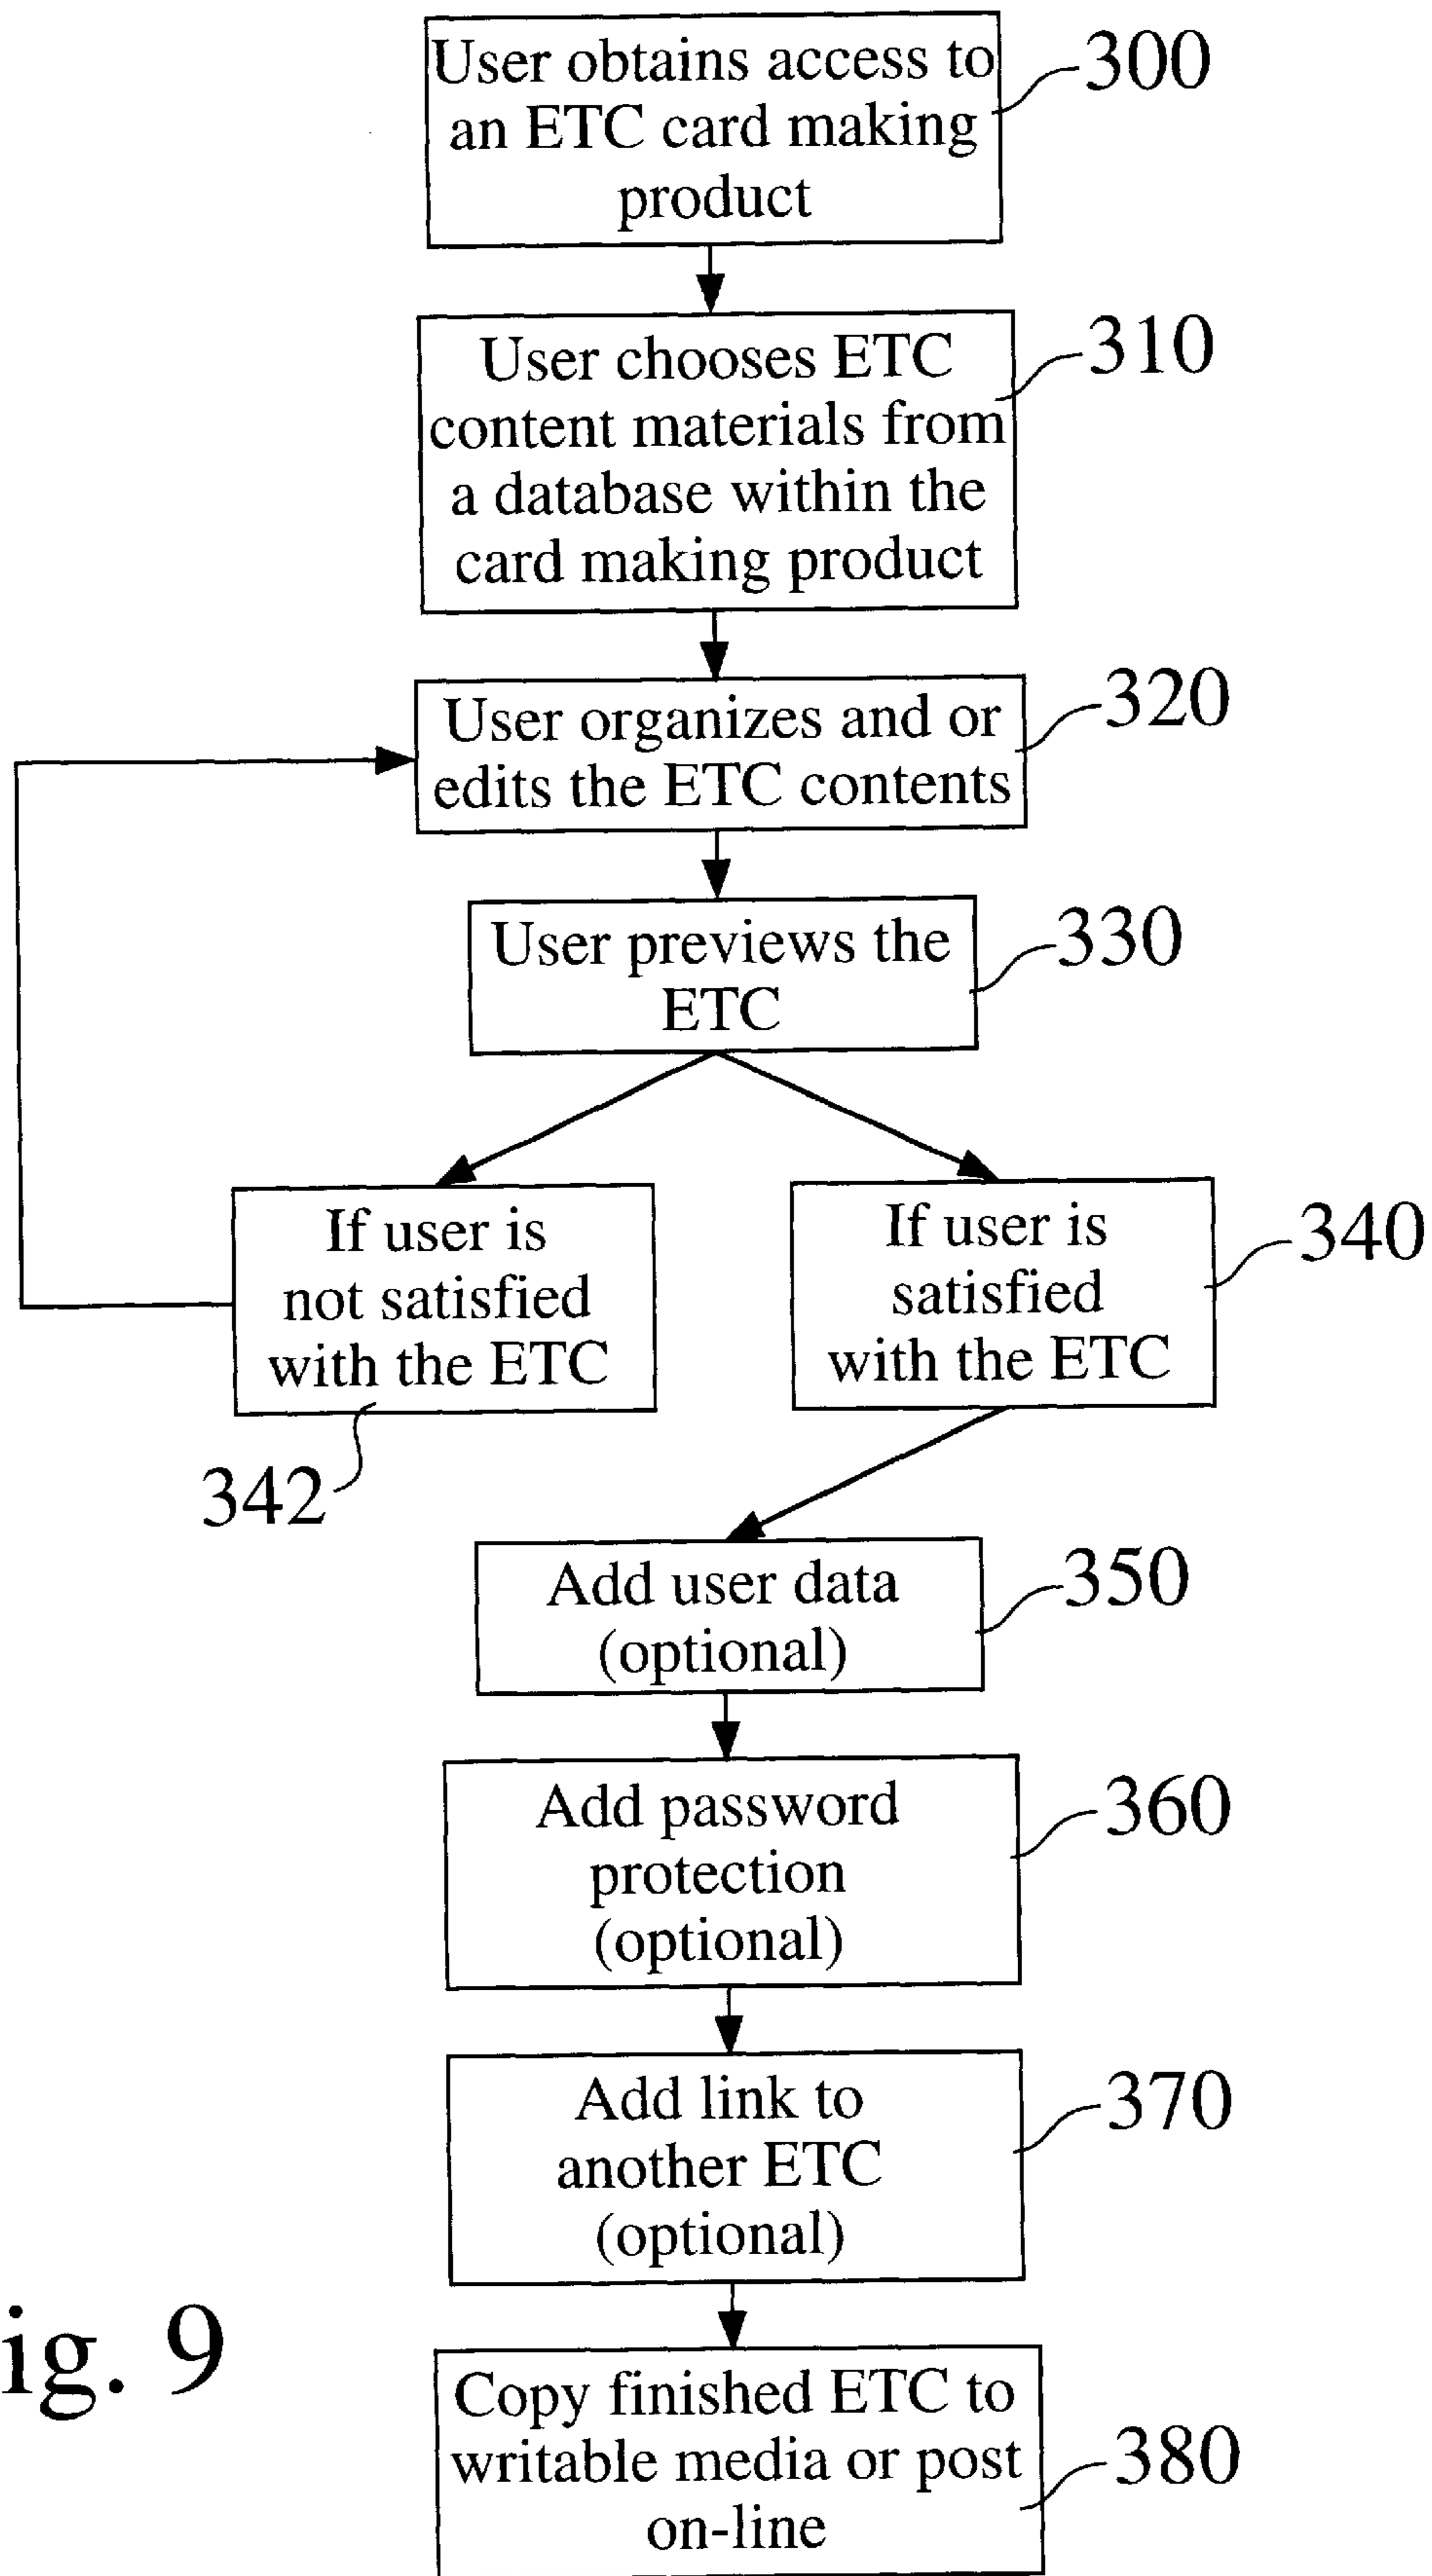 User obtains access to
an ETC card making
product
300
User chooses ETC
content materials from
a database within the
card making product
310
User organizes and or
edits the ETC contents
320
User previews the
ETC
330
If user is
not satisfied
with the ETC
342
If user is
satisfied
with the ETC
340
Add user data
(optional)
350
Add password
protection
(optional)
360
Add link to
another ETC
(optional)
370
Copy finished ETC to
writable media or post
on-line
380
ig. 9